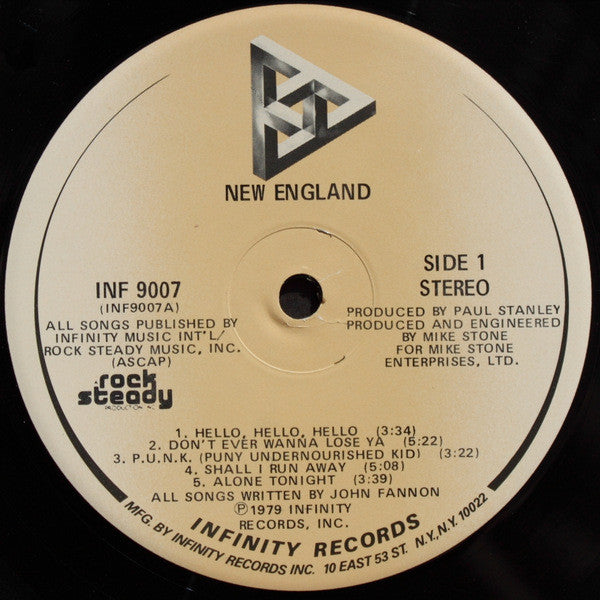 NEW ENGLAND
INF 9007
(INF9007A)
ALL SONGS PUBLISHED BY
INFINITY MUSIC INT'L/
ROCK STEADY MUSIC, INC.
(ASCAP)
rock
steady
PRODUCTION INC.
SIDE 1
STEREO
PRODUCED BY PAUL STANLEY
PRODUCED AND ENGINEERED
BY MIKE STONE
FOR MIKE STONE
ENTERPRISES, LTD.
1. HELLO, HELLO, HELLO (3:34)
2. DON'T EVER WANNA LOSE YA (5:22)
3. P.U.N.K. (PUNY UNDERNOURISHED KID) (3:22)
4. SHALL I RUN AWAY (5:08)
5. ALONE TONIGHT (3:39)
ALL SONGS WRITTEN BY JOHN FANNON
℗ 1979 INFINITY
RECORDS, INC.
INFINITY RECORDS
MFG. BY INFINITY RECORDS INC. 10 EAST 53 ST. N.Y., N.Y. 10022